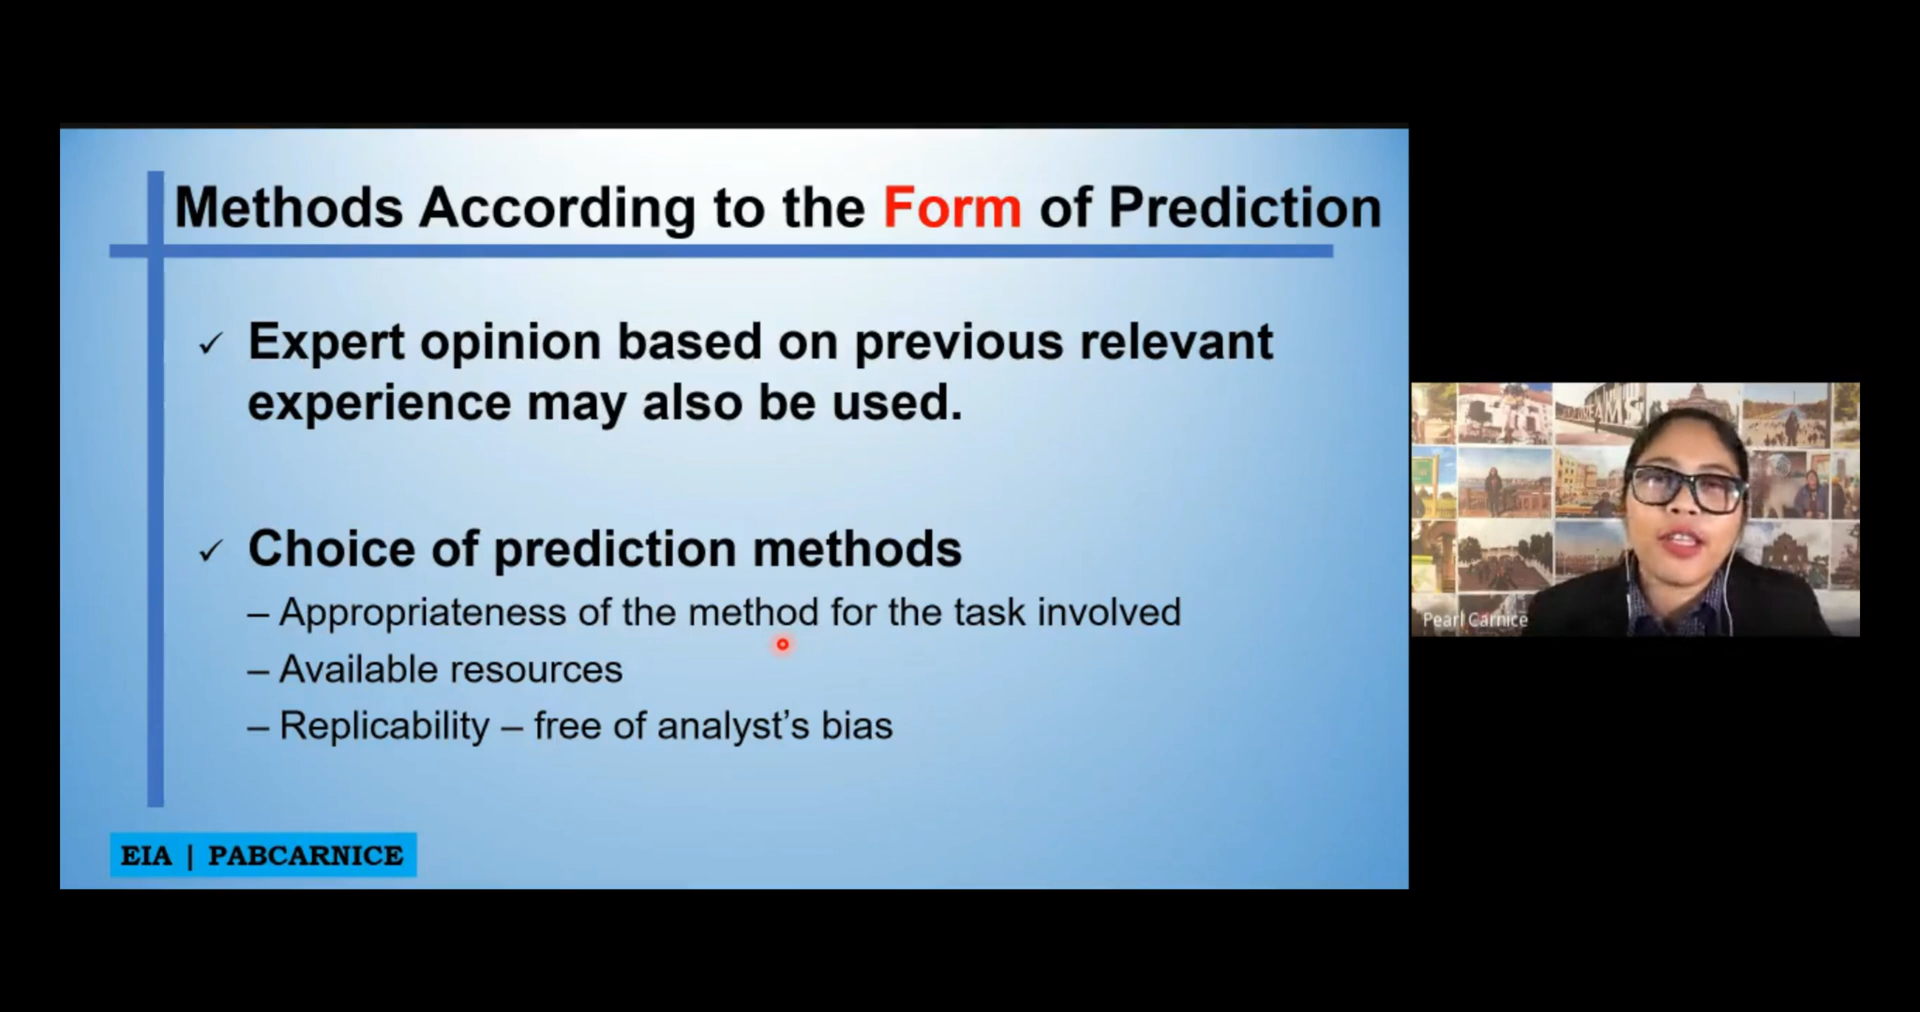 Methods According to the Form of Prediction
✓ Expert opinion based on previous relevant
experience may also be used.
✓ Choice of prediction methods
– Appropriateness of the method for the task involved
– Available resources
– Replicability – free of analyst’s bias
EIA | PABCARNICE
DREAMS
Pearl Carnice